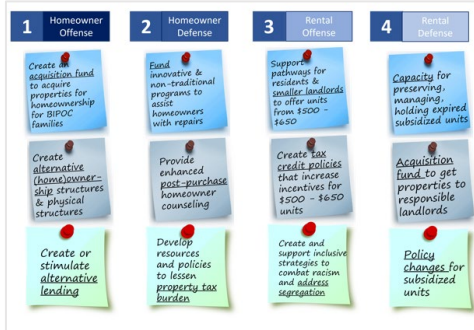 1
Homeowner
Offense
2
Homeowner
Defense
3
Rental
Offense
4
Rental
Defense
Create an
acquisition fund
to acquire
properties for
homeownership
for BIPOC
families
Fund
innovative &
non-traditional
programs to
assist
homeowners
with repairs
Support
pathways for
residents &
smaller landlords
to offer units
from $500 -
$650
Capacity for
preserving,
managing,
holding expired
subsidized units
Create
alternative
(home)owner-
ship structures
& physical
structures
Provide
enhanced
post-purchase
homeowner
counseling
Create tax
credit policies
that increase
incentives for
$500 - $650
units
Acquisition
fund to get
properties to
responsible
landlords
Create or
stimulate
alternative
lending
Develop
resources
and policies
to lessen
property tax
burden
Create and
support inclusive
strategies to
combat racism
and address
segregation
Policy
changes for
subsidized
units